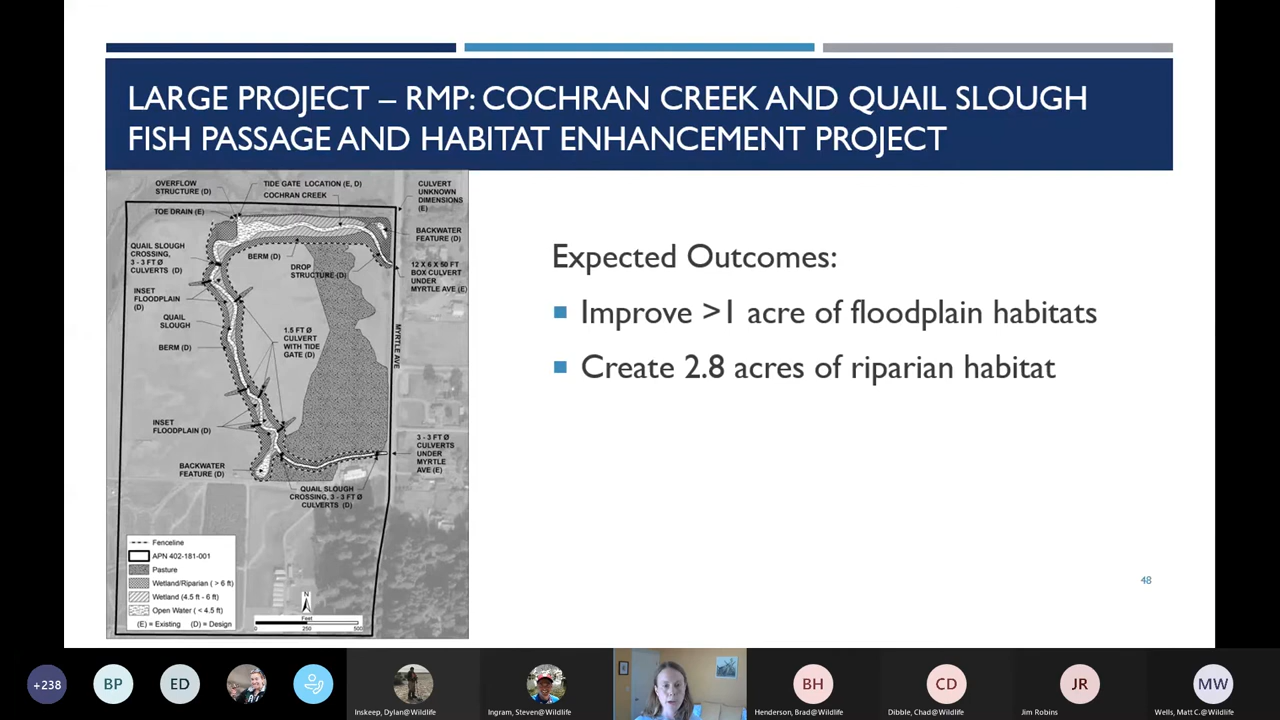 LARGE PROJECT – RMP: COCHRAN CREEK AND QUAIL SLOUGH
FISH PASSAGE AND HABITAT ENHANCEMENT PROJECT
OVERFLOW
STRUCTURE (D)
TIDE GATE LOCATION (E, D)
COCHRAN CREEK
CULVERT
UNKNOWN
DIMENSIONS
(E)
TOE DRAIN (E)
BACKWATER
FEATURE (D)
QUAIL SLOUGH
CROSSING,
3 - 3 FT Ø
CULVERTS (D)
BERM (D)
DROP
STRUCTURE (D)
12 X 6 X 50 FT
BOX CULVERT
UNDER
MYRTLE AVE (E)
INSET
FLOODPLAIN
(D)
QUAIL
SLOUGH
BERM (D)
1.5 FT Ø
CULVERT
WITH TIDE
GATE (D)
MYRTLE AVE
INSET
FLOODPLAIN (D)
BACKWATER
FEATURE (D)
3 - 3 FT Ø
CULVERTS
UNDER
MYRTLE
AVE (E)
QUAIL SLOUGH
CROSSING, 3 - 3 FT Ø
CULVERTS (D)
Fenceline
APN 402-181-001
Pasture
Wetland/Riparian ( > 6 ft)
Wetland (4.5 ft - 6 ft)
Open Water ( < 4.5 ft)
(E) = Existing (D) = Design
N
Feet
0 250 500
Expected Outcomes:
Improve >1 acre of floodplain habitats
Create 2.8 acres of riparian habitat
48
+238
BP
ED
Inskeep, Dylan@Wildlife
Ingram, Steven@Wildlife
BH
Henderson, Brad@Wildlife
CD
Dibble, Chad@Wildlife
JR
Jim Robins
MW
Wells, Matt C.@Wildlife